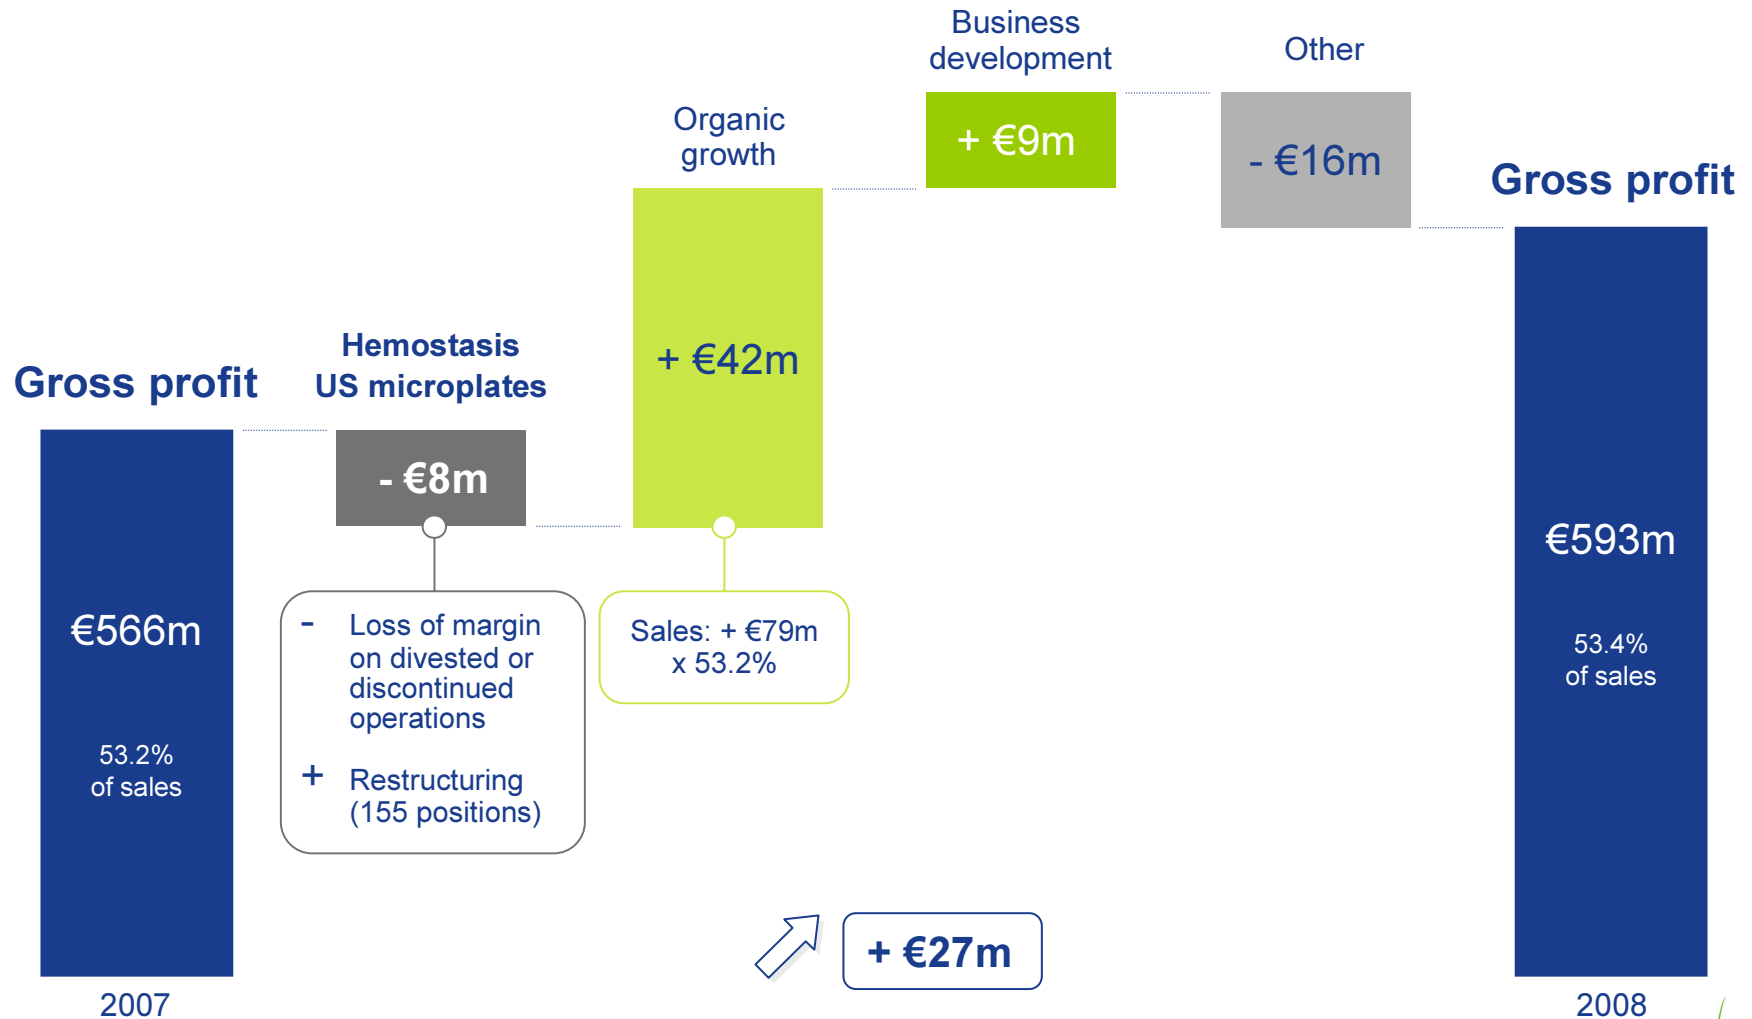 Business
development
Other
Organic
growth
+ €9m
- €16m
Gross profit
Hemostasis
US microplates
Gross profit
+ €42m
- €8m
€593m
53.4%
of sales
€566m
53.2%
of sales
- Loss of margin
on divested or
discontinued
operations
+ Restructuring
(155 positions)
Sales: + €79m
x 53.2%
+ €27m
2007
2008